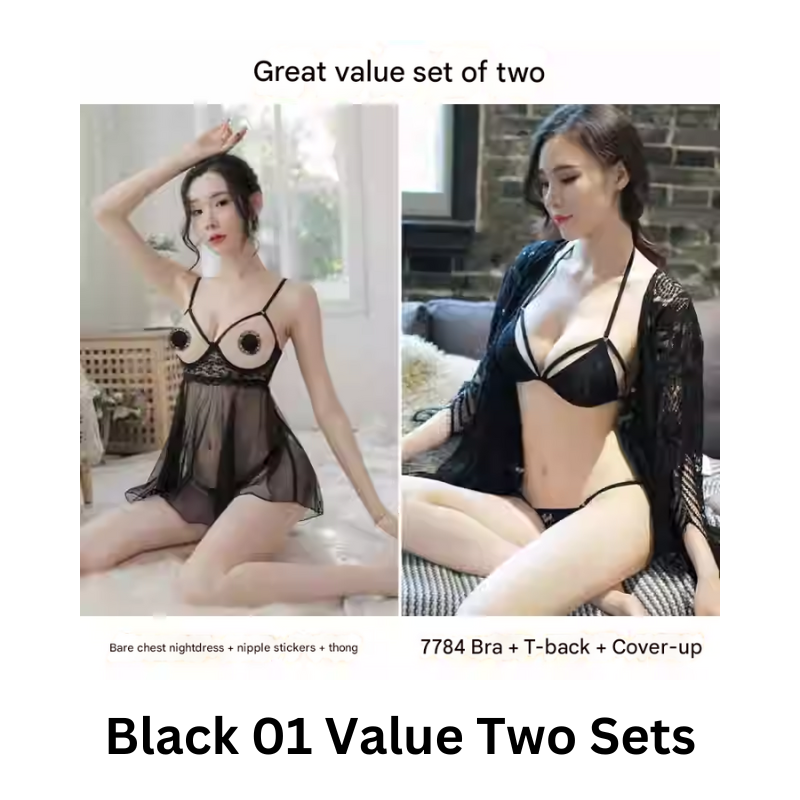 Great value set of two
Bare chest nightdress + nipple stickers + thong
7784 Bra + T-back + Cover-up
Black 01 Value Two Sets